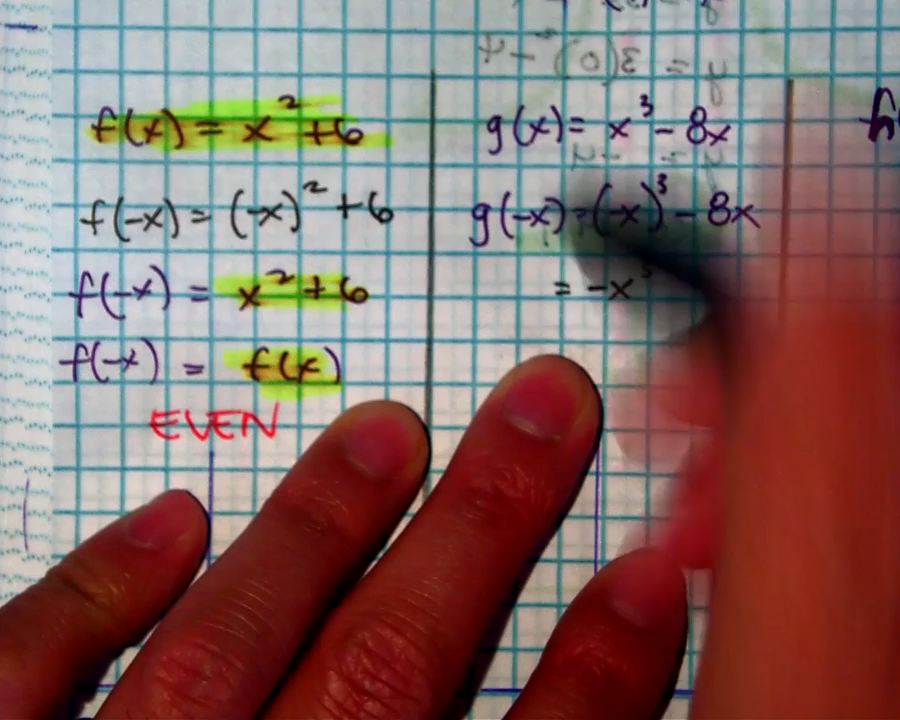 f(x) = x² + 6
f(-x) = (-x)² + 6
f(-x) = x² + 6
f(-x) = f(x)
EVEN
g(x) = x³ - 8x
g(-x) = (-x)³ - 8x
= -x³